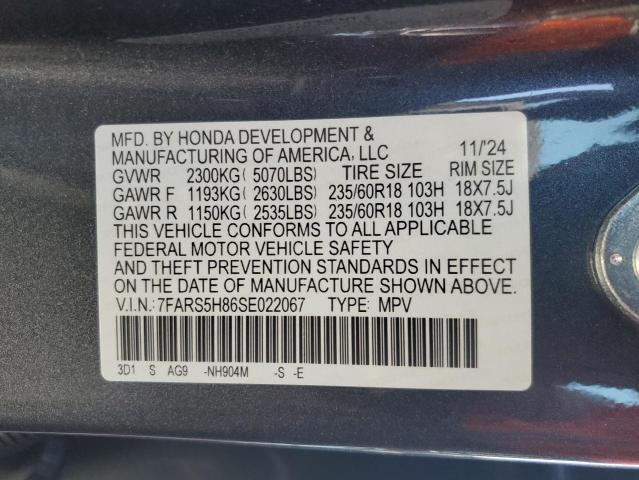 MFD. BY HONDA DEVELOPMENT &
MANUFACTURING OF AMERICA, LLC 11/'24
GVWR 2300KG( 5070LBS) TIRE SIZE RIM SIZE
GAWR F 1193KG( 2630LBS) 235/60R18 103H 18X7.5J
GAWR R 1150KG( 2535LBS) 235/60R18 103H 18X7.5J
THIS VEHICLE CONFORMS TO ALL APPLICABLE
FEDERAL MOTOR VEHICLE SAFETY
AND THEFT PREVENTION STANDARDS IN EFFECT
ON THE DATE OF MANUFACTURE SHOWN ABOVE.
V.I.N.:7FARS5H86SE022067 TYPE: MPV
3D1 S AG9 -NH904M -S -E